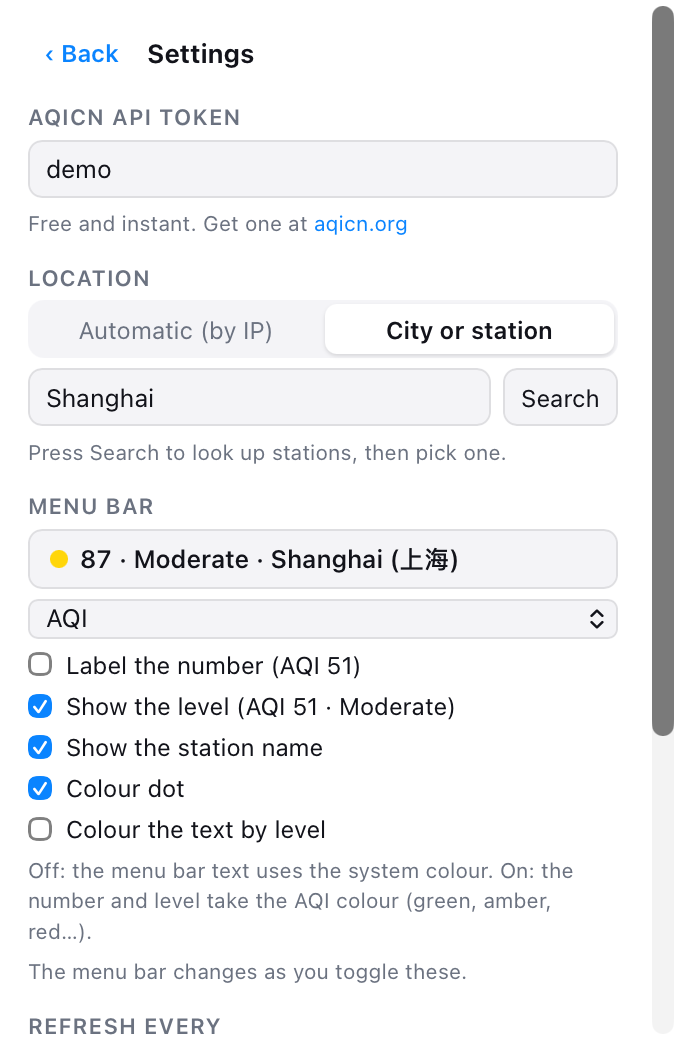 ‹ Back Settings
AQICN API TOKEN
demo
Free and instant. Get one at aqicn.org
LOCATION
Automatic (by IP) City or station
Shanghai Search
Press Search to look up stations, then pick one.
MENU BAR
87 · Moderate · Shanghai (上海)
AQI
Label the number (AQI 51)
Show the level (AQI 51 · Moderate)
Show the station name
Colour dot
Colour the text by level
Off: the menu bar text uses the system colour. On: the
number and level take the AQI colour (green, amber,
red…).
The menu bar changes as you toggle these.
REFRESH EVERY